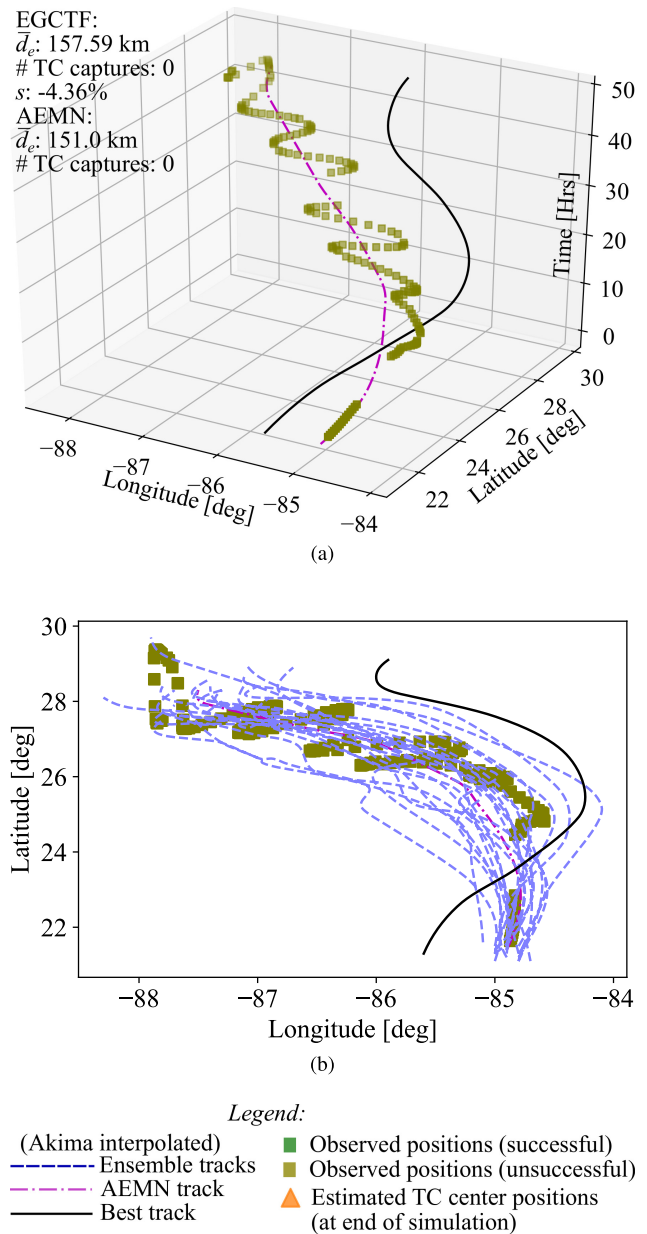 EGCTF:
d̄ₑ: 157.59 km
# TC captures: 0
s: -4.36%
AEMN:
d̄ₑ: 151.0 km
# TC captures: 0
50
40
30
20
10
0
Time [Hrs]
30
28
26
24
22
Latitude [deg]
−88
−87
−86
−85
−84
Longitude [deg]
(a)
30
28
26
24
22
Latitude [deg]
−88 −87 −86 −85 −84
Longitude [deg]
(b)
Legend:
(Akima interpolated)
Ensemble tracks
AEMN track
Best track
Observed positions (successful)
Observed positions (unsuccessful)
Estimated TC center positions
(at end of simulation)